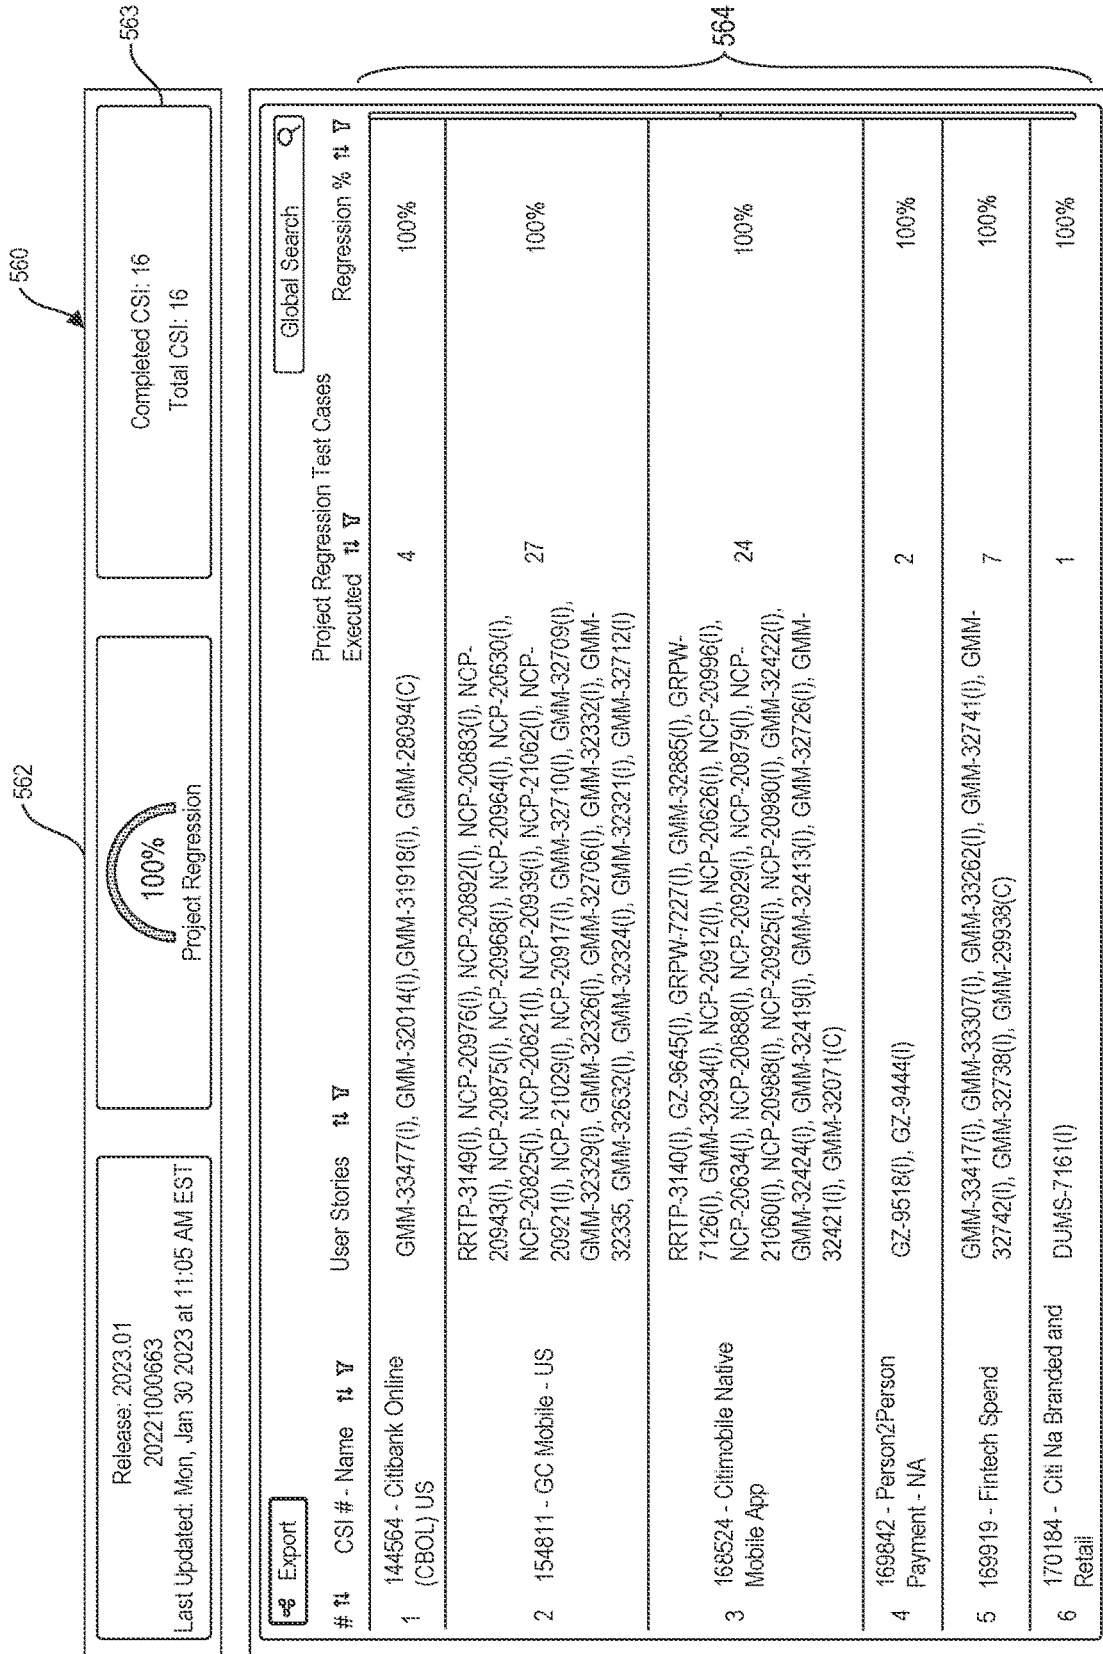 560
562
563
Release: 2023.01
20221000663
Last Updated: Mon, Jan 30 2023 at 11:05 AM EST
100%
Project Regression
Completed CSI: 16
Total CSI: 16
564
Export
Global Search
# CSI # - Name User Stories Project Regression Test Cases
Executed Regression %
1 144564 - Citibank Online
(CBOL) US
GMM-33477(I), GMM-32014(I),GMM-31918(I), GMM-28094(C)
4 100%
2 154811 - GC Mobile - US
RRTP-3149(I), NCP-20976(I), NCP-20892(I), NCP-20883(I), NCP-
20943(I), NCP-20875(I), NCP-20968(I), NCP-20964(I), NCP-20630(I),
NCP-20825(I), NCP-20821(I), NCP-20939(I), NCP-21062(I), NCP-
20921(I), NCP-21029(I), NCP-20917(I), GMM-32710(I), GMM-32709(I),
GMM-32329(I), GMM-32326(I), GMM-32706(I), GMM-32332(I), GMM-
32335, GMM-32632(I), GMM-32324(I), GMM-32321(I), GMM-32712(I)
27 100%
3 168524 - Citimobile Native
Mobile App
RRTP-3140(I), GZ-9645(I), GRPW-7227(I), GMM-32885(I), GRPW-
7126(I), GMM-32934(I), NCP-20912(I), NCP-20626(I), NCP-20996(I),
NCP-20634(I), NCP-20888(I), NCP-20929(I), NCP-20879(I), NCP-
21060(I), NCP-20988(I), NCP-20925(I), NCP-20980(I), GMM-32422(I),
GMM-32424(I), GMM-32419(I), GMM-32413(I), GMM-32726(I), GMM-
32421(I), GMM-32071(C)
24 100%
4 169842 - Person2Person
Payment - NA
GZ-9518(I), GZ-9444(I)
2 100%
5 169919 - Fintech Spend
GMM-33417(I), GMM-33307(I), GMM-33262(I), GMM-32741(I), GMM-
32742(I), GMM-32738(I), GMM-29938(C)
7 100%
6 170184 - Citi Na Branded and
Retail
DUMS-7161(I)
1 100%